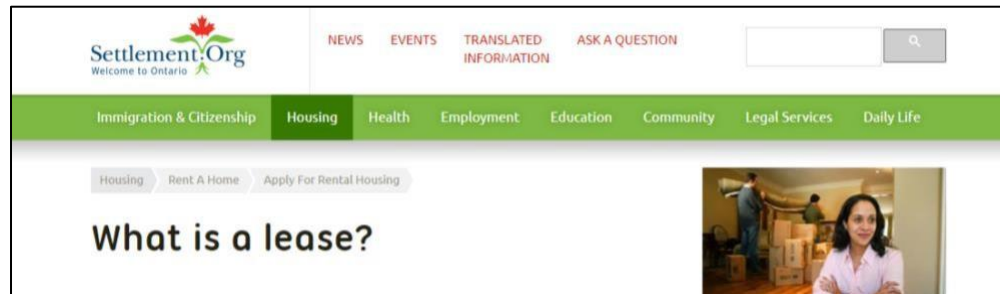 Settlement.Org
Welcome to Ontario
NEWS EVENTS TRANSLATED INFORMATION ASK A QUESTION
Immigration & Citizenship Housing Health Employment Education Community Legal Services Daily Life
Housing Rent A Home Apply For Rental Housing
What is a lease?